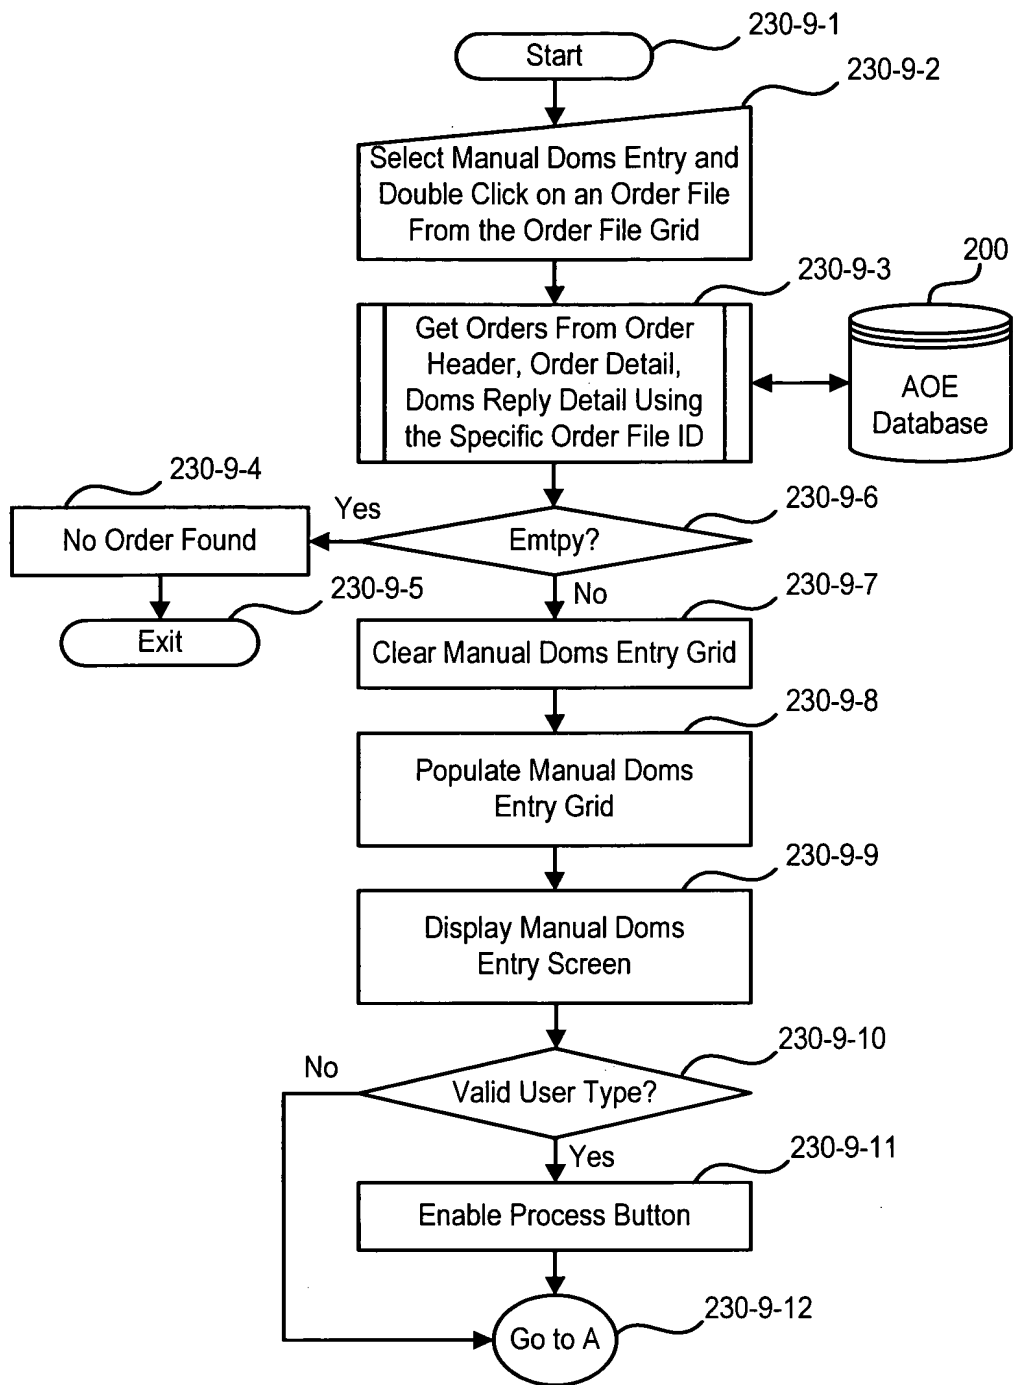 230-9-1
Start
230-9-2
Select Manual Doms Entry and
Double Click on an Order File
From the Order File Grid
230-9-3
200
Get Orders From Order
Header, Order Detail,
Doms Reply Detail Using
the Specific Order File ID
AOE
Database
230-9-4
Yes
230-9-6
No Order Found
Emtpy?
230-9-5
No
230-9-7
Exit
Clear Manual Doms Entry Grid
230-9-8
Populate Manual Doms
Entry Grid
230-9-9
Display Manual Doms
Entry Screen
230-9-10
No
Valid User Type?
Yes
230-9-11
Enable Process Button
230-9-12
Go to A